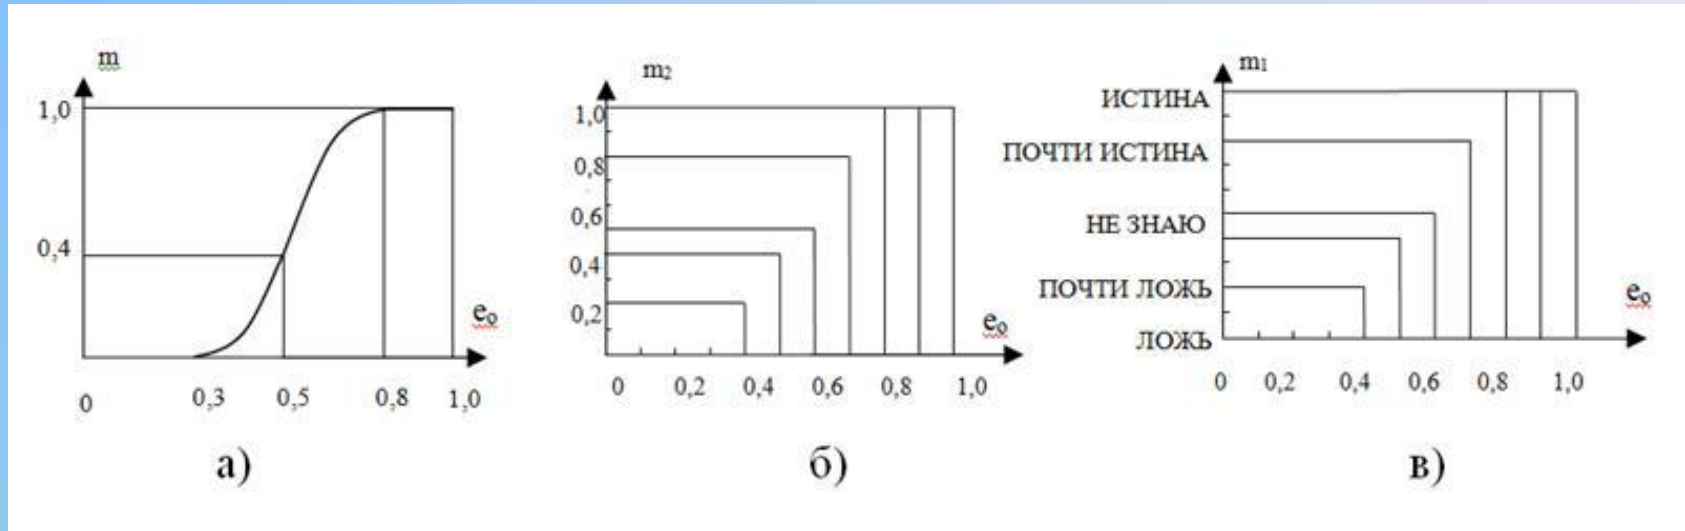 m
1,0
0,4
e₀
0
0,3
0,5
0,8
1,0
а)
m₂
1,0
0,8
0,6
0,4
0,2
e₀
0
0,2
0,4
0,6
0,8
1,0
б)
m₁
ИСТИНА
ПОЧТИ ИСТИНА
НЕ ЗНАЮ
ПОЧТИ ЛОЖЬ
ЛОЖЬ
e₀
0
0,2
0,4
0,6
0,8
1,0
в)